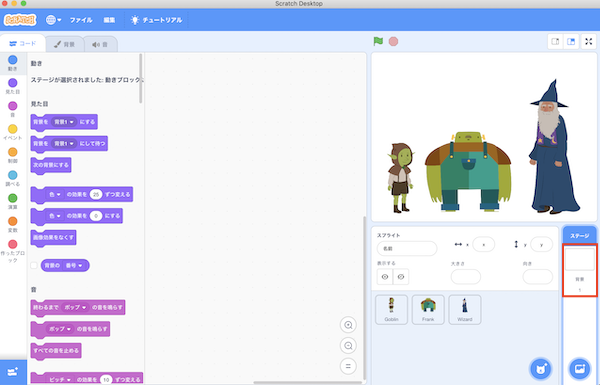 Scratch Desktop
SCRATCH ファイル 編集 チュートリアル
コード 背景 音
動き
見た目
音
イベント
制御
調べる
演算
変数
作ったブロック
動き
ステージが選択されました: 動きブロック
見た目
背景を 背景1 にする
背景を 背景1 にして待つ
次の背景にする
色 の効果を 25 ずつ変える
色 の効果を 0 にする
画像効果をなくす
背景の 番号
音
終わるまで ポップ の音を鳴らす
ポップ の音を鳴らす
すべての音を止める
ピッチ の効果を 10 ずつ変える
スプライト
名前 x x y y
表示する 大きさ 向き
Goblin Frank Wizard
ステージ
背景
1